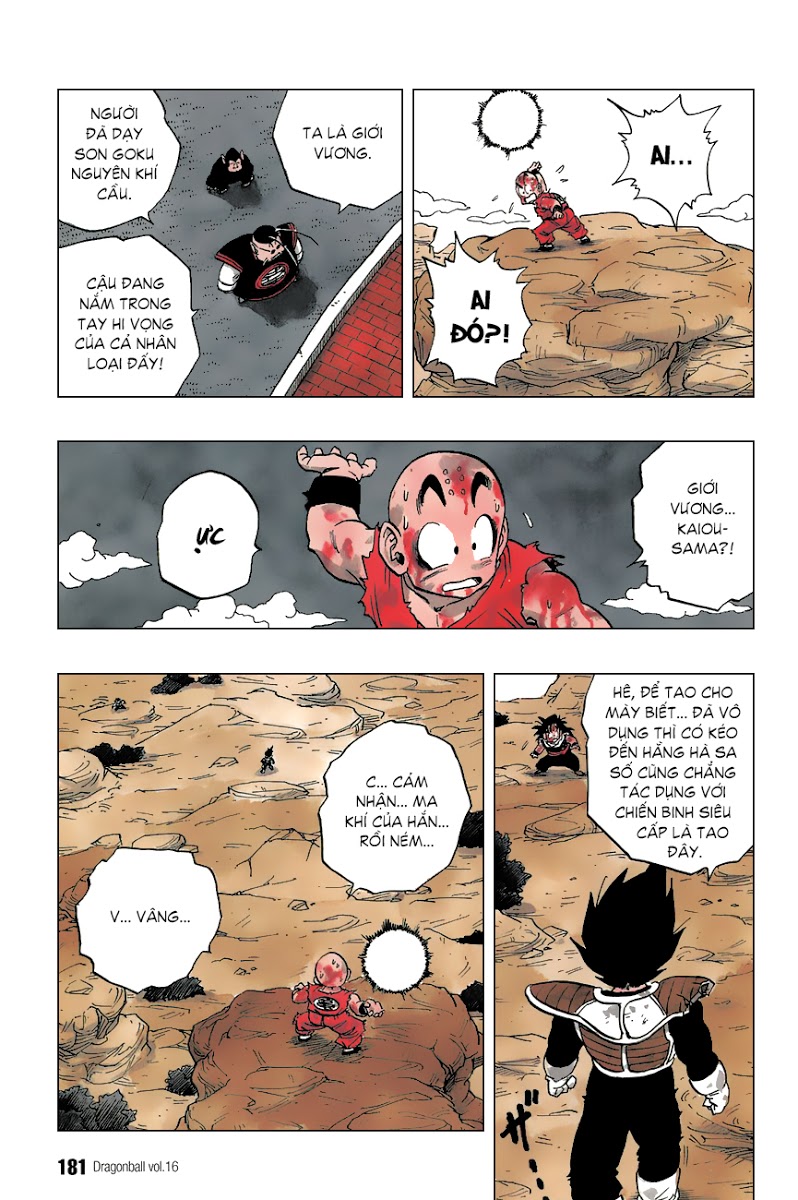 AI...
AI
ĐÓ?!
TA LÀ GIỚI
VƯƠNG.
NGƯỜI
ĐÃ DẠY
SON GOKU
NGUYÊN KHÍ
CẦU.
CẬU ĐANG
NẮM TRONG
TAY HI VỌNG
CỦA CẢ NHÂN
LOẠI ĐẤY!
GIỚI
VƯƠNG...
KAIOU-
SAMA?!
ỰC
HÊ, ĐỂ TAO CHO
MÀY BIẾT... ĐÃ VÔ
DỤNG THÌ CÓ KÉO
ĐẾN HẰNG HÀ SA
SỐ CŨNG CHẲNG
TÁC DỤNG VỚI
CHIẾN BINH SIÊU
CẤP LÀ TAO
ĐÂY.
C... CẢM
NHẬN... MA
KHÍ CỦA HẮN...
RỒI NÉM...
V... VÂNG...
181 Dragonball vol.16